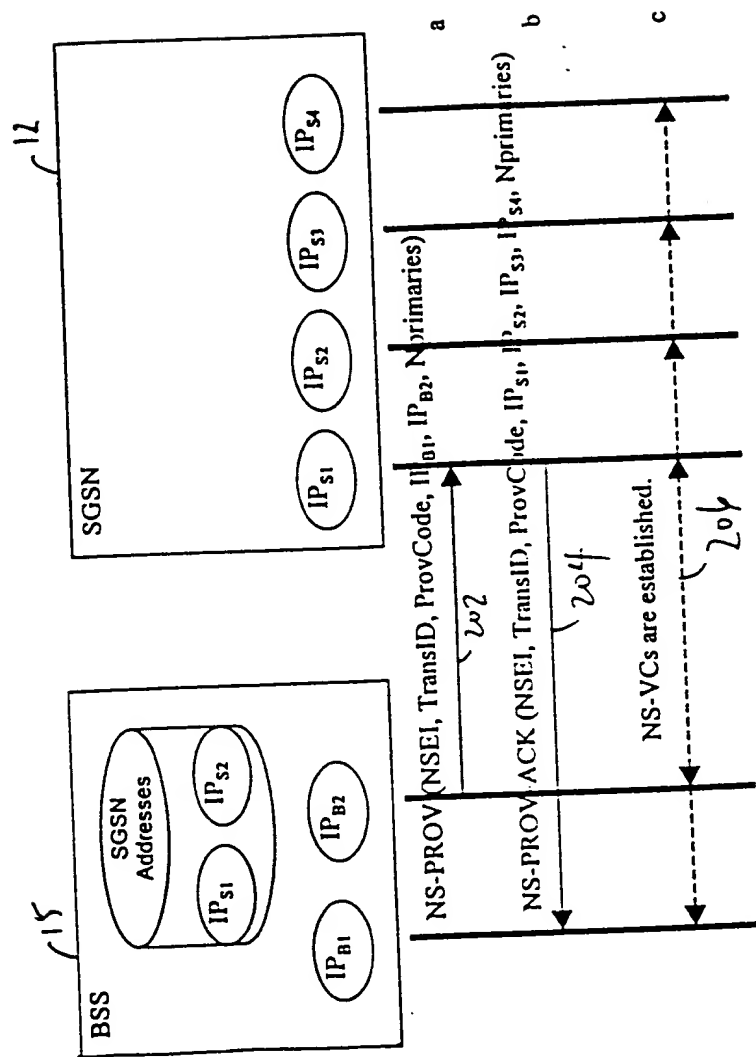 15
BSS
SGSN
Addresses
IP_S1
IP_S2
IP_B1
IP_B2
12
SGSN
IP_S1
IP_S2
IP_S3
IP_S4
NS-PROV (NSEI, TransID, ProvCode, IP_B1, IP_B2, Nprimaries)
a
202
NS-PROV-ACK (NSEI, TransID, ProvCode, IP_S1, IP_S2, IP_S3, IP_S4, Nprimaries)
b
204
NS-VCs are established.
c
206